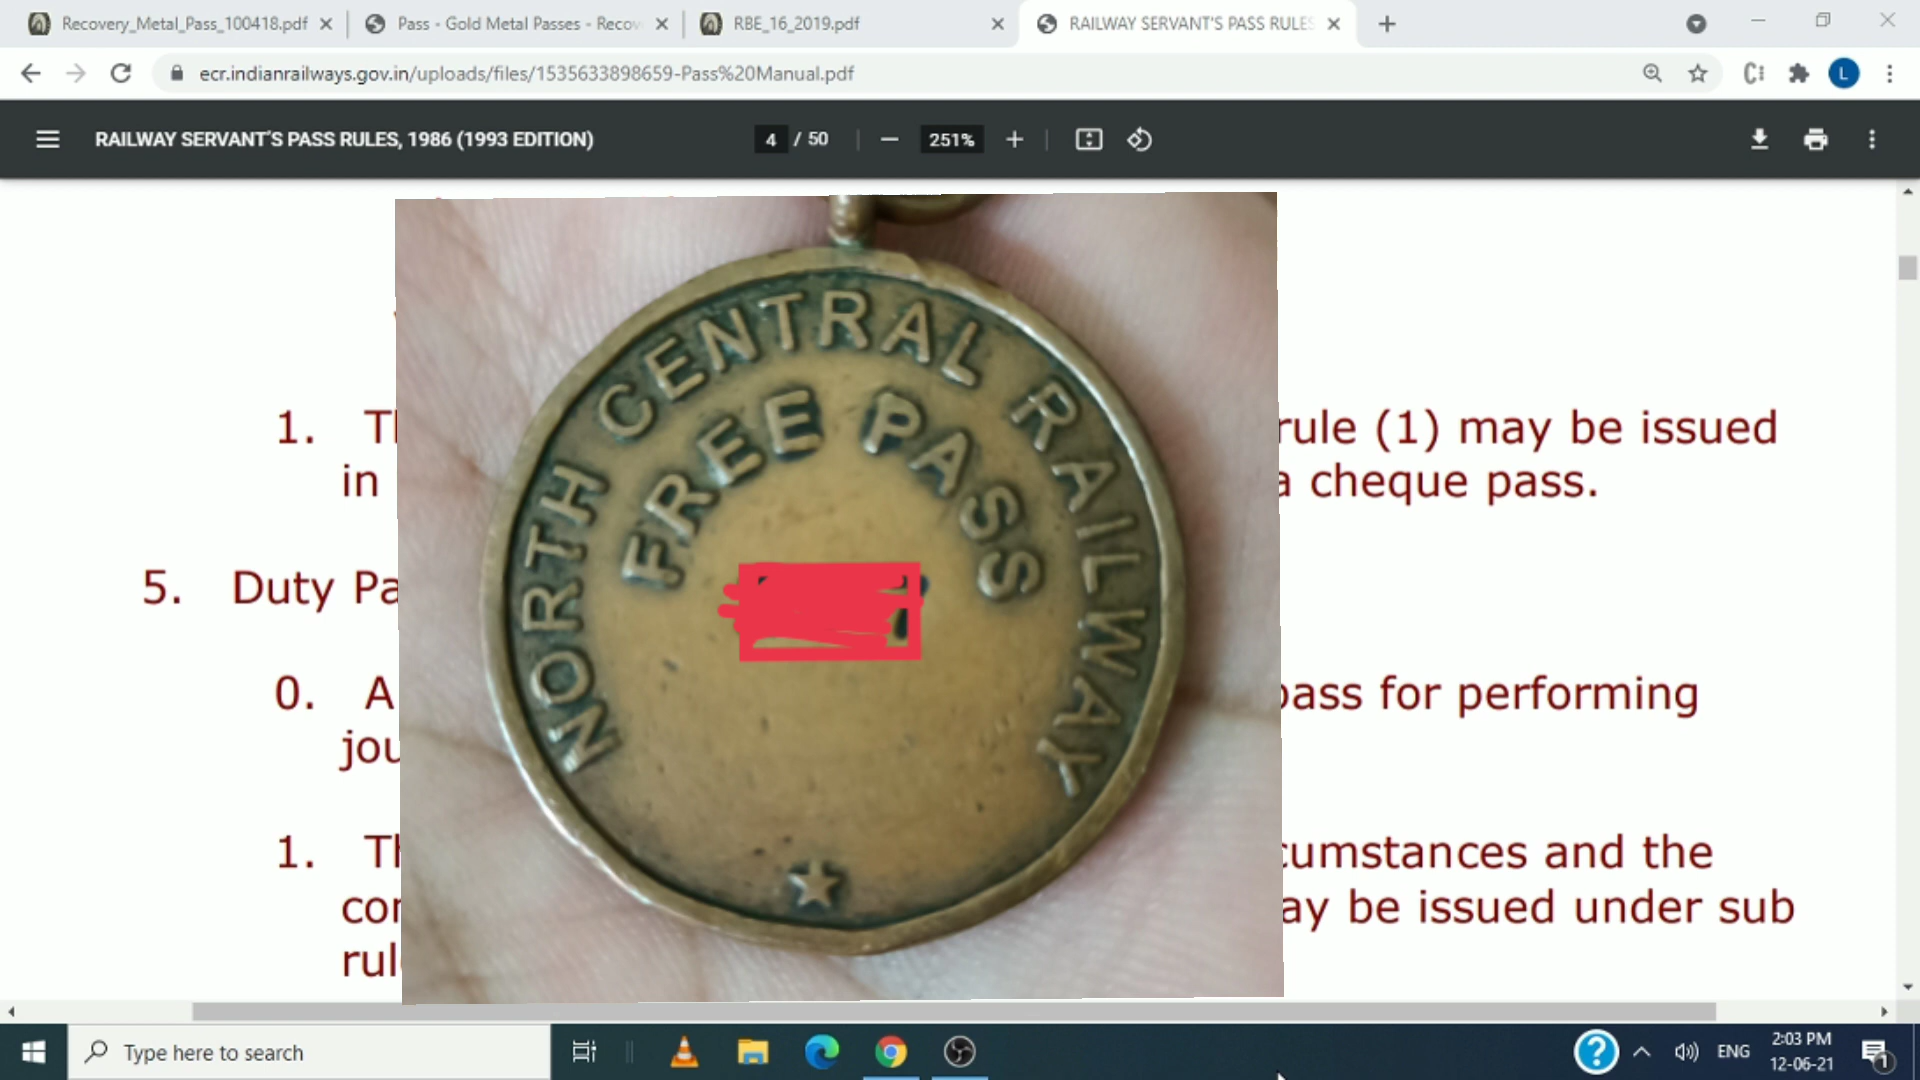 Recovery_Metal_Pass_100418.pdf
Pass - Gold Metal Passes - Recov
RBE_16_2019.pdf
RAILWAY SERVANT'S PASS RULES
ecr.indianrailways.gov.in/uploads/files/1535633898659-Pass%20Manual.pdf
L
RAILWAY SERVANT'S PASS RULES, 1986 (1993 EDITION)
4 / 50
251%
NORTH CENTRAL RAILWAY
FREE PASS
1. rule (1) may be issued
in a cheque pass.
5. Duty Pa
0. A pass for performing
jou
1. Th cumstances and the
con ay be issued under sub
rul
Type here to search
ENG
2:03 PM
12-06-21
1